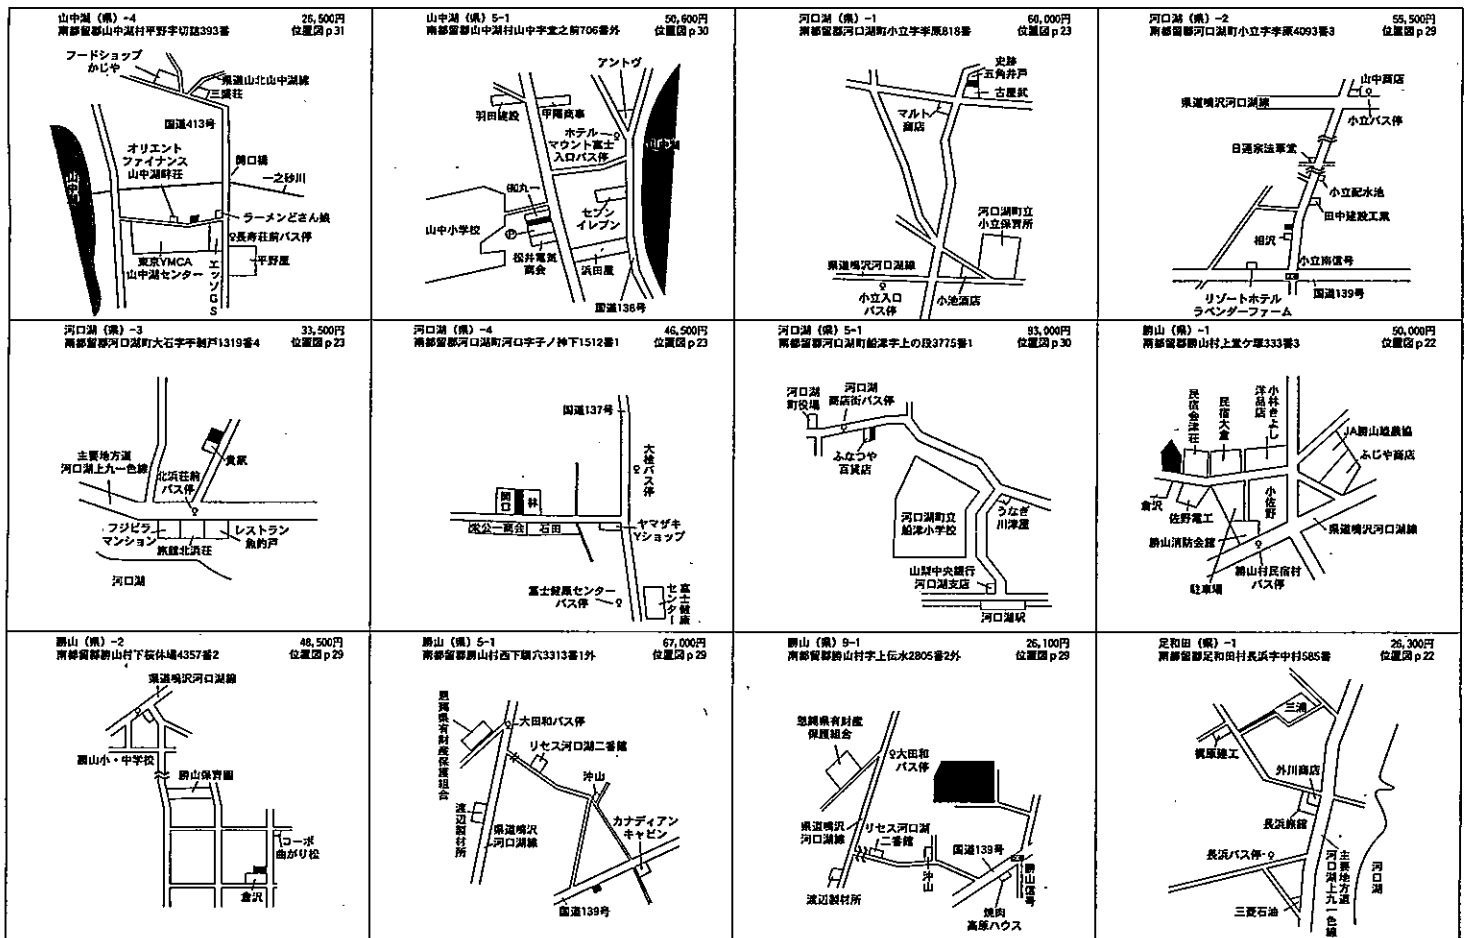 山中湖（県）-4 26,500円
南都留郡山中湖村平野字切詰393番 位置図p31
フードショップ
かじや
県道山北山中湖線
三盛荘
国道413号
オリエント
ファイナンス
山中湖畔荘
関口橋
一之砂川
山中湖
ラーメンどさん娘
長寿荘前バス停
東京YMCA
山中湖センター
エッソGS
平野屋
山中湖（県）5-1 50,600円
南都留郡山中湖村山中字堂之前706番外 位置図p30
アントヴ
羽田建設
甲陽商事
ホテル
マウント富士
入口バス停
山中湖
㈲丸一
セブン
イレブン
山中小学校
松井電気
商会
浜田屋
国道138号
河口湖（県）-1 60,000円
南都留郡河口湖町小立字李原818番 位置図p23
史跡
五角井戸
古屋武
マルト
商店
河口湖町立
小立保育所
県道鳴沢河口湖線
小立入口
バス停
小池酒店
河口湖（県）-2 55,500円
南都留郡河口湖町小立字李原4093番3 位置図p29
山中商店
県道鳴沢河口湖線
小立バス停
日蓮宗法華堂
小立配水池
田中建設工業
相沢
小立南信号
リゾートホテル
ラベンダーファーム
国道139号
河口湖（県）-3 33,500円
南都留郡河口湖町大石字手剰戸1319番4 位置図p23
貴家
主要地方道
河口湖上九一色線
北浜荘前
バス停
フジビラ
マンション
旅館北浜荘
レストラン
魚釣戸
河口湖
河口湖（県）-4 46,500円
南都留郡河口湖町河口字子ノ神下1512番1 位置図p23
国道137号
大検バス停
関口
林
栄公一商会
石田
ヤマザキ
Yショップ
富士健康センター
バス停
富士健康
センター
河口湖（県）5-1 93,000円
南都留郡河口湖町船津字上の段3775番1 位置図p30
河口湖
町役場
河口湖
商店街バス停
ふなつや
百貨店
河口湖町立
船津小学校
うなぎ
川津屋
山梨中央銀行
河口湖支店
河口湖駅
勝山（県）-1 50,000円
南都留郡勝山村上堂ケ塚333番3 位置図p22
民宿会津荘
民宿大倉
小林きよし
洋品店
JA勝山雄農協
ふじや商店
倉沢
佐野電工
小佐野
勝山消防会館
県道鳴沢河口湖線
勝山村民宿村
バス停
駐車場
勝山（県）-2 48,500円
南都留郡勝山村下桜休場4357番2 位置図p29
県道鳴沢河口湖線
勝山小・中学校
勝山保育園
コーポ
曲がり松
倉沢
勝山（県）5-1 67,000円
南都留郡勝山村西下願穴3313番1外 位置図p29
恩賜県有財産保護組合
大田和バス停
リセス河口湖二番館
沖山
渡辺製材所
県道鳴沢
河口湖線
カナディアン
キャビン
国道139号
勝山（県）9-1 26,100円
南都留郡勝山村字上伝水2805番2外 位置図p29
恩賜県有財産
保護組合
大田和
バス停
県道鳴沢
河口湖線
リセス河口湖
二番館
国道139号
沖山
勝山信号
渡辺製材所
焼肉
高原ハウス
足和田（県）-1 26,300円
南都留郡足和田村長浜字中村585番 位置図p22
三浦
梶原建工
外川商店
長浜旅館
長浜バス停
主要地方道
河口湖上九一色線
河口湖
三菱石油